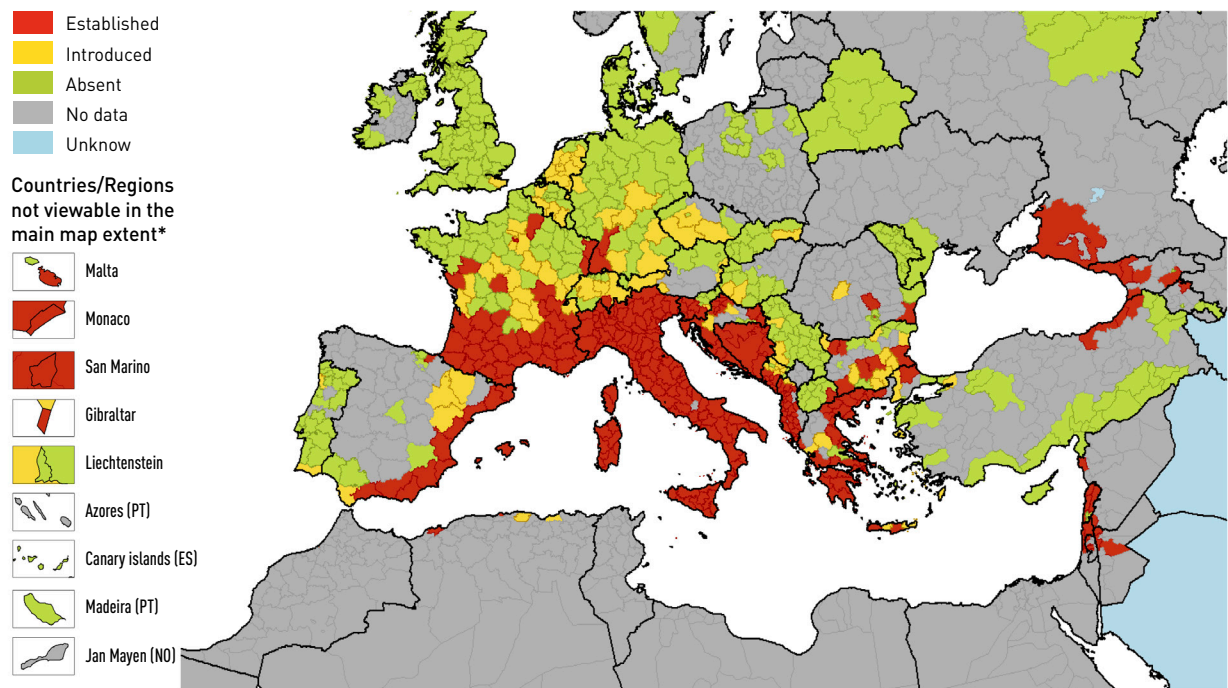 Established
Introduced
Absent
No data
Unknow
Countries/Regions
not viewable in the
main map extent*
Malta
Monaco
San Marino
Gibraltar
Liechtenstein
Azores (PT)
Canary islands (ES)
Madeira (PT)
Jan Mayen (NO)